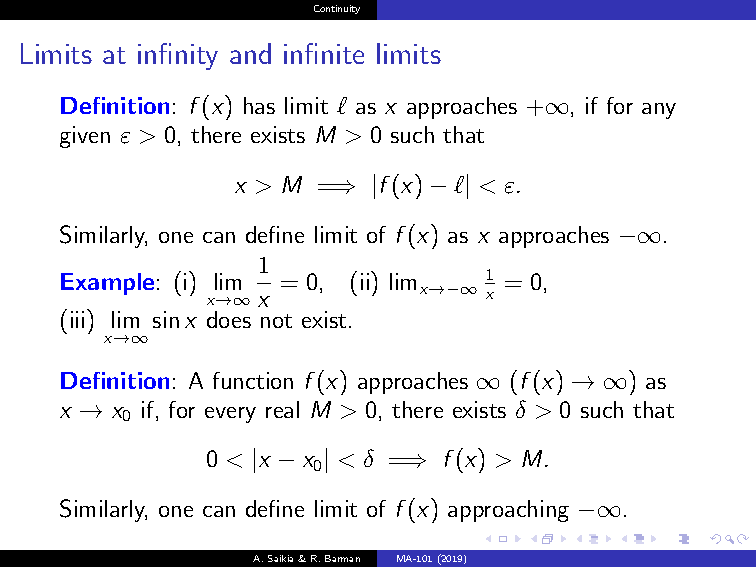 Continuity
Limits at infinity and infinite limits
Definition: f(x) has limit ℓ as x approaches +∞, if for any
given ε > 0, there exists M > 0 such that
x > M ⟹ |f(x) − ℓ| < ε.
Similarly, one can define limit of f(x) as x approaches −∞.
Example: (i) lim_{x→∞} 1/x = 0, (ii) lim_{x→−∞} 1/x = 0,
(iii) lim_{x→∞} sin x does not exist.
Definition: A function f(x) approaches ∞ (f(x) → ∞) as
x → x₀ if, for every real M > 0, there exists δ > 0 such that
0 < |x − x₀| < δ ⟹ f(x) > M.
Similarly, one can define limit of f(x) approaching −∞.
A. Saikia & R. Barman MA-101 (2019)